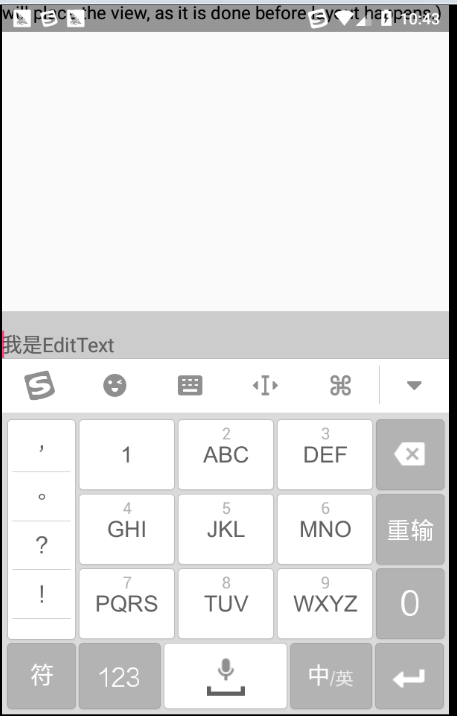 will place the view, as it is done before layout happens.)
10:43
我是EditText
,
1
2
ABC
3
DEF
。
4
GHI
5
JKL
6
MNO
重输
?
!
7
PQRS
8
TUV
9
WXYZ
0
符
123
中/英